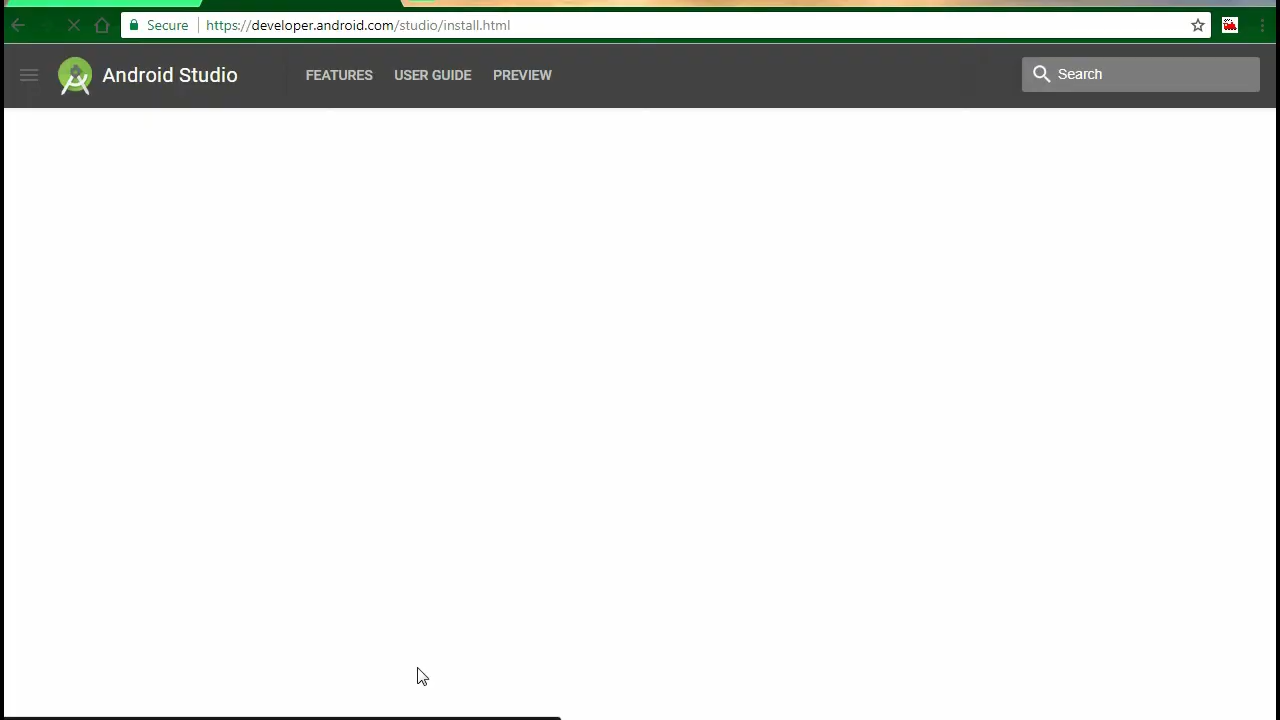 Secure https://developer.android.com/studio/install.html
Android Studio FEATURES USER GUIDE PREVIEW Search